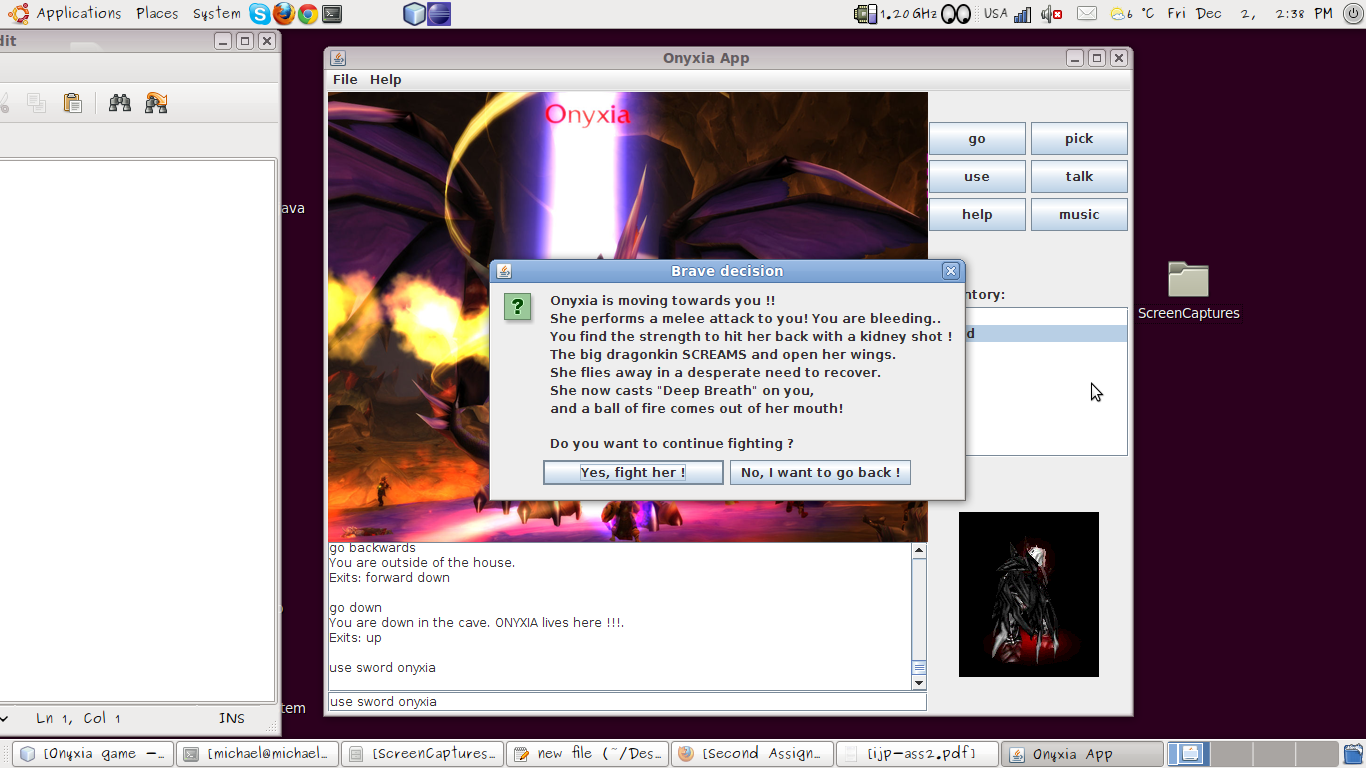 Applications Places System
1.20 GHz USA 6 °C Fri Dec 2, 2:38 PM
dit
Onyxia App
File Help
Onyxia
go pick
use talk
help music
ava
Brave decision
Onyxia is moving towards you !!
She performs a melee attack to you! You are bleeding..
You find the strength to hit her back with a kidney shot !
The big dragonkin SCREAMS and open her wings.
She flies away in a desperate need to recover.
She now casts "Deep Breath" on you,
and a ball of fire comes out of her mouth!
Do you want to continue fighting ?
Yes, fight her ! No, I want to go back !
ntory:
d
ScreenCaptures
go backwards
You are outside of the house.
Exits: forward down
go down
You are down in the cave. ONYXIA lives here !!!.
Exits: up
use sword onyxia
use sword onyxia
tem
Ln 1, Col 1 INS
[Onyxia game -... [michael@michael... [ScreenCaptures... new file (~/Des... [Second Assign... [ijp-ass2.pdf] Onyxia App